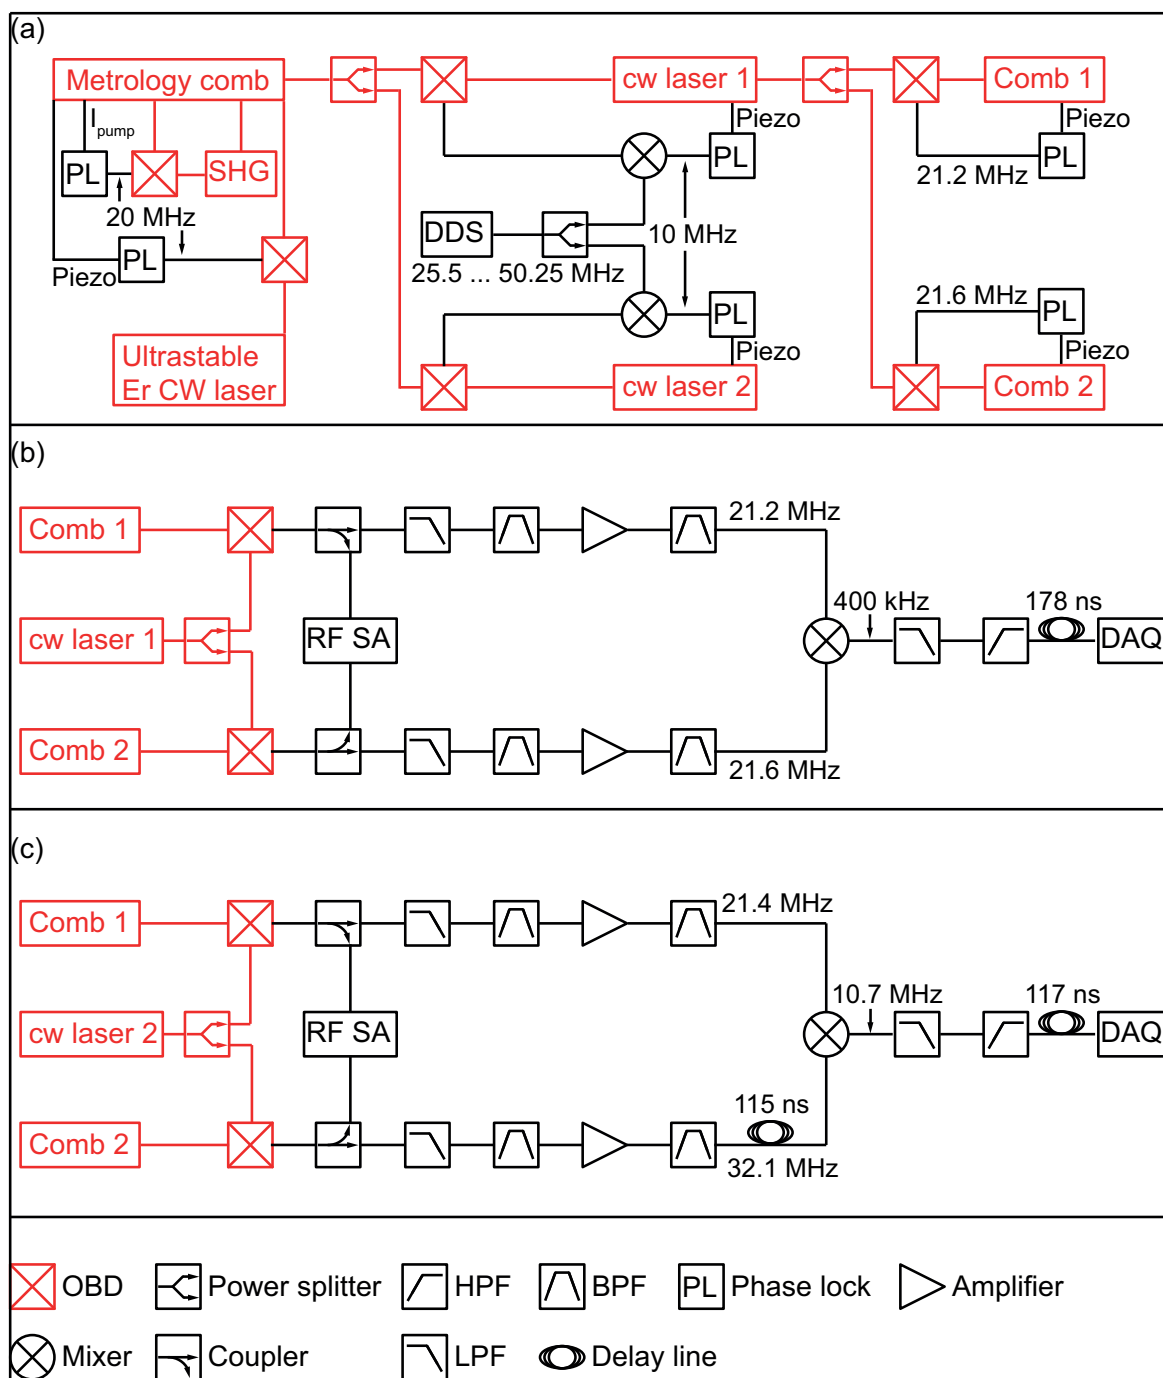 (a)
Metrology comb
cw laser 1
Comb 1
I pump
Piezo
Piezo
PL
SHG
PL
PL
21.2 MHz
20 MHz
DDS
10 MHz
25.5 ... 50.25 MHz
Piezo
PL
21.6 MHz
PL
PL
Ultrastable
Er CW laser
Piezo
Piezo
cw laser 2
Comb 2
(b)
Comb 1
21.2 MHz
cw laser 1
RF SA
400 kHz
178 ns
DAQ
Comb 2
21.6 MHz
(c)
Comb 1
21.4 MHz
cw laser 2
RF SA
10.7 MHz
117 ns
DAQ
115 ns
Comb 2
32.1 MHz
OBD
Power splitter
HPF
BPF
PL
Phase lock
Amplifier
Mixer
Coupler
LPF
Delay line